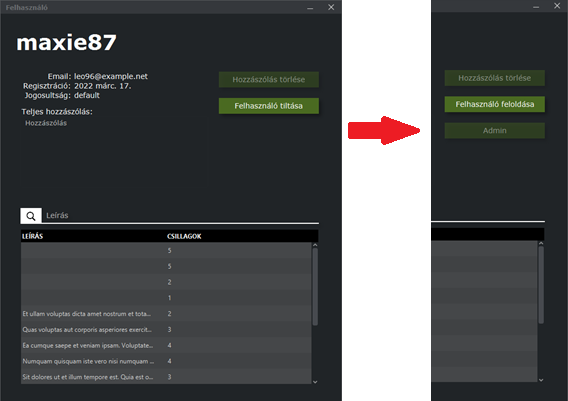 Felhasználó
maxie87
Email: leo96@example.net
Regisztráció: 2022 márc. 17.
Jogosultság: default
Teljes hozzászólás:
Hozzászólás
Hozzászólás törlése
Felhasználó tiltása
Leírás
LEÍRÁS CSILLAGOK
5
5
2
1
Et ullam voluptas dicta amet nostrum et tota... 2
Quas voluptas aut corporis asperiores exercit... 3
Ea cumque saepe et veniam ipsam. Voluptate... 4
Numquam quisquam iste vero nisi numquam ... 4
Sit dolores ut et illum tempore est. Quia est o... 3
Hozzászólás törlése
Felhasználó feloldása
Admin